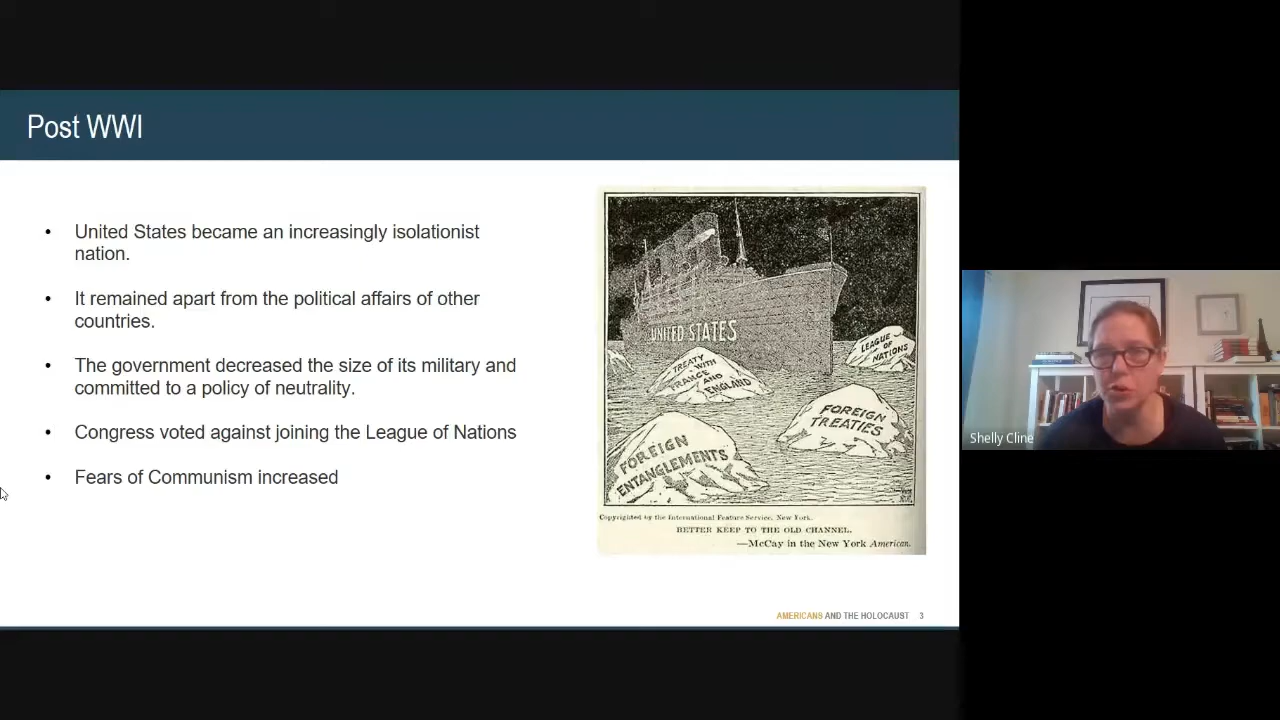 Post WWI
• United States became an increasingly isolationist
nation.
• It remained apart from the political affairs of other
countries.
• The government decreased the size of its military and
committed to a policy of neutrality.
• Congress voted against joining the League of Nations
• Fears of Communism increased
UNITED STATES
TREATY
WITH
FRANCE
AND
ENGLAND
LEAGUE
OF
NATIONS
FOREIGN
TREATIES
FOREIGN
ENTANGLEMENTS
Copyrighted by the International Feature Service, New York.
BETTER KEEP TO THE OLD CHANNEL.
—McCay in the New York American.
AMERICANS AND THE HOLOCAUST 3
Shelly Cline